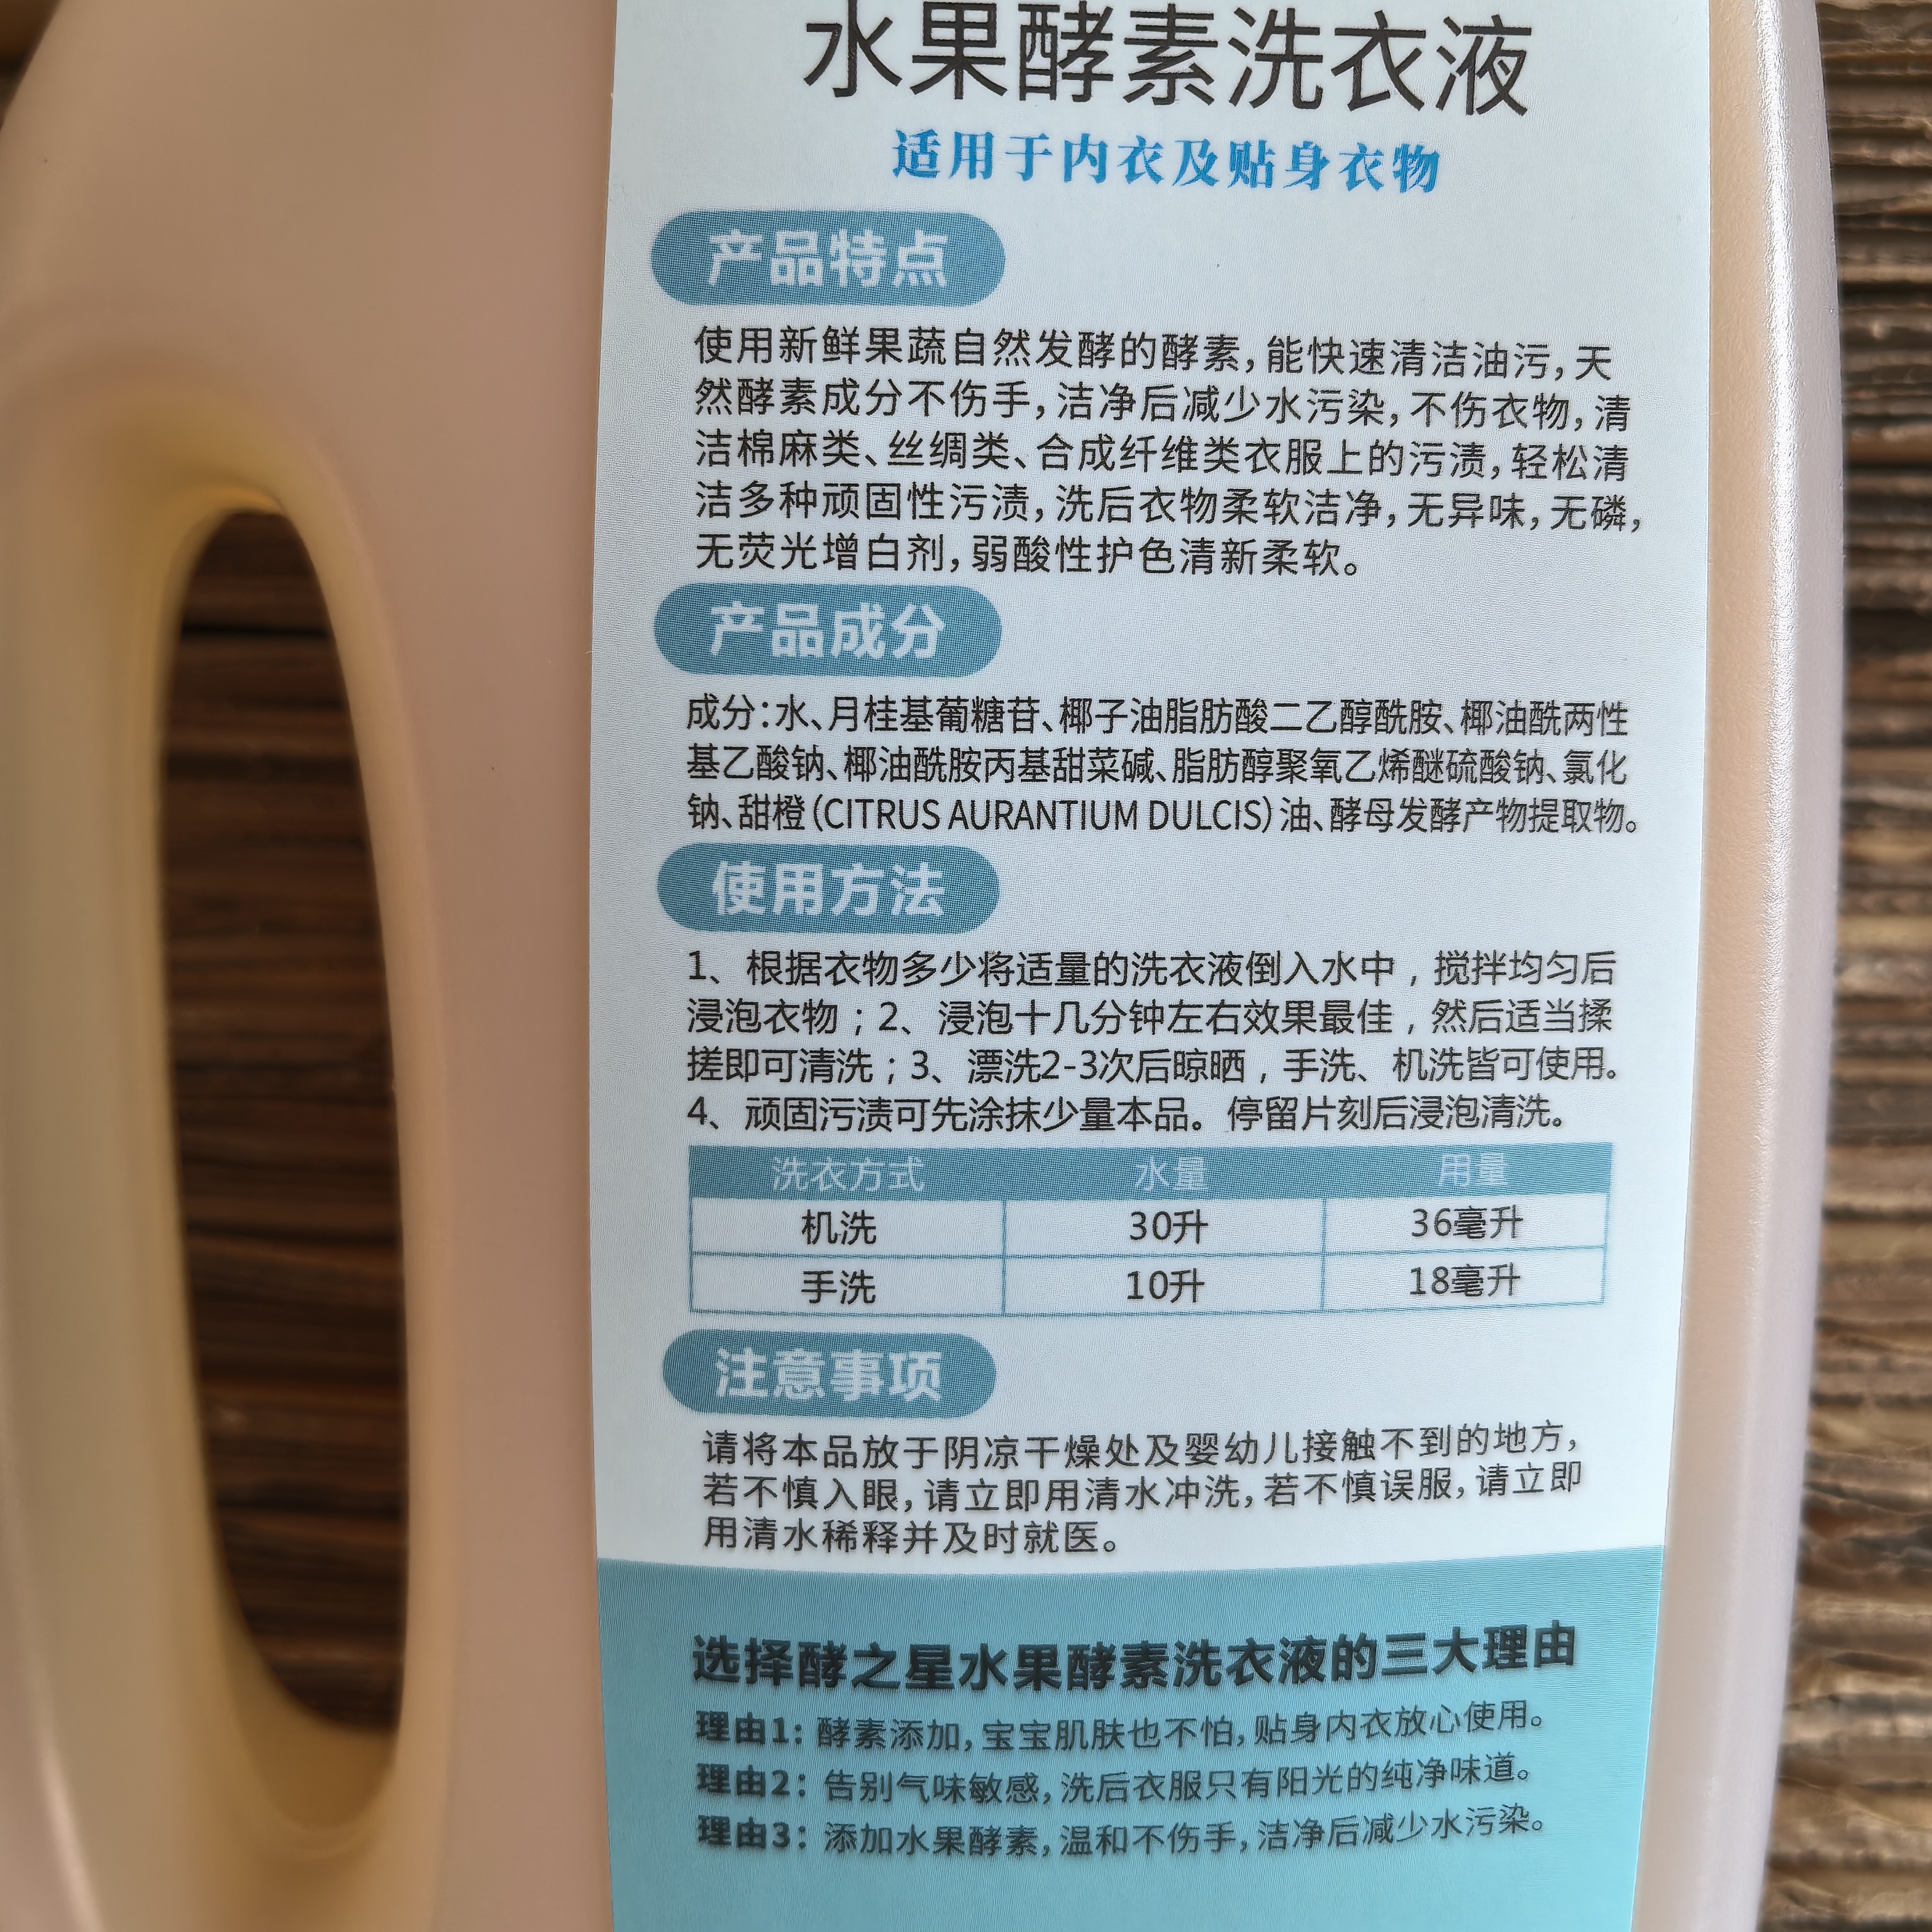 水果酵素洗衣液
适用于内衣及贴身衣物
产品特点
使用新鲜果蔬自然发酵的酵素，能快速清洁油污，天
然酵素成分不伤手，洁净后减少水污染，不伤衣物，清
洁棉麻类、丝绸类、合成纤维类衣服上的污渍，轻松清
洁多种顽固性污渍，洗后衣物柔软洁净，无异味，无磷，
无荧光增白剂，弱酸性护色清新柔软。
产品成分
成分：水、月桂基葡糖苷、椰子油脂肪酸二乙醇酰胺、椰油酰两性
基乙酸钠、椰油酰胺丙基甜菜碱、脂肪醇聚氧乙烯醚硫酸钠、氯化
钠、甜橙（CITRUS AURANTIUM DULCIS）油、酵母发酵产物提取物。
使用方法
1、根据衣物多少将适量的洗衣液倒入水中，搅拌均匀后
浸泡衣物；2、浸泡十几分钟左右效果最佳，然后适当揉
搓即可清洗；3、漂洗2-3次后晾晒，手洗、机洗皆可使用。
4、顽固污渍可先涂抹少量本品。停留片刻后浸泡清洗。
洗衣方式 水量 用量
机洗 30升 36毫升
手洗 10升 18毫升
注意事项
请将本品放于阴凉干燥处及婴幼儿接触不到的地方，
若不慎入眼，请立即用清水冲洗，若不慎误服，请立即
用清水稀释并及时就医。
选择酵之星水果酵素洗衣液的三大理由
理由1：酵素添加，宝宝肌肤也不怕，贴身内衣放心使用。
理由2：告别气味敏感，洗后衣服只有阳光的纯净味道。
理由3：添加水果酵素，温和不伤手，洁净后减少水污染。